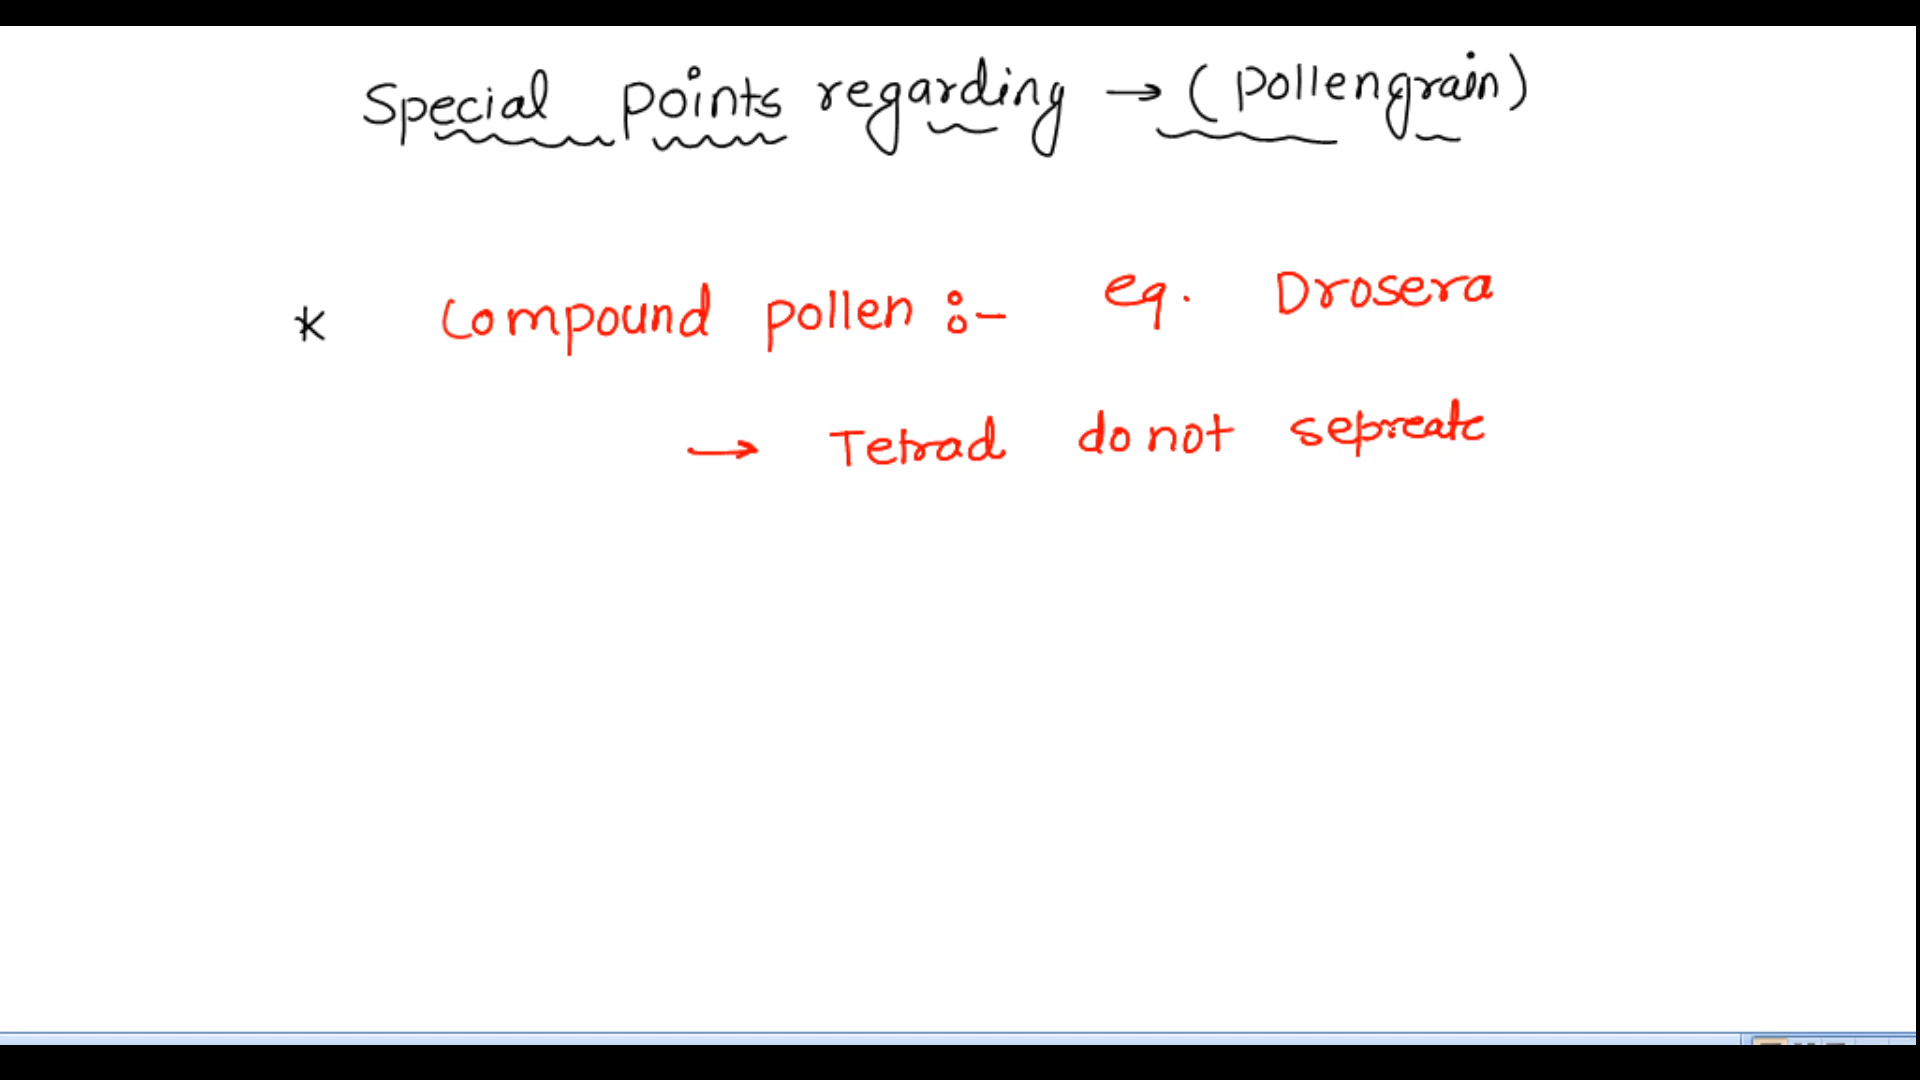 Special points regarding → (pollengrain)
* Compound pollen :- eg. Drosera
→ Tetrad do not sepreate